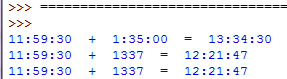 >>> ==============================
>>>
11:59:30  +  1:35:00  =  13:34:30
11:59:30  +  1337  =  12:21:47
11:59:30  +  1337  =  12:21:47